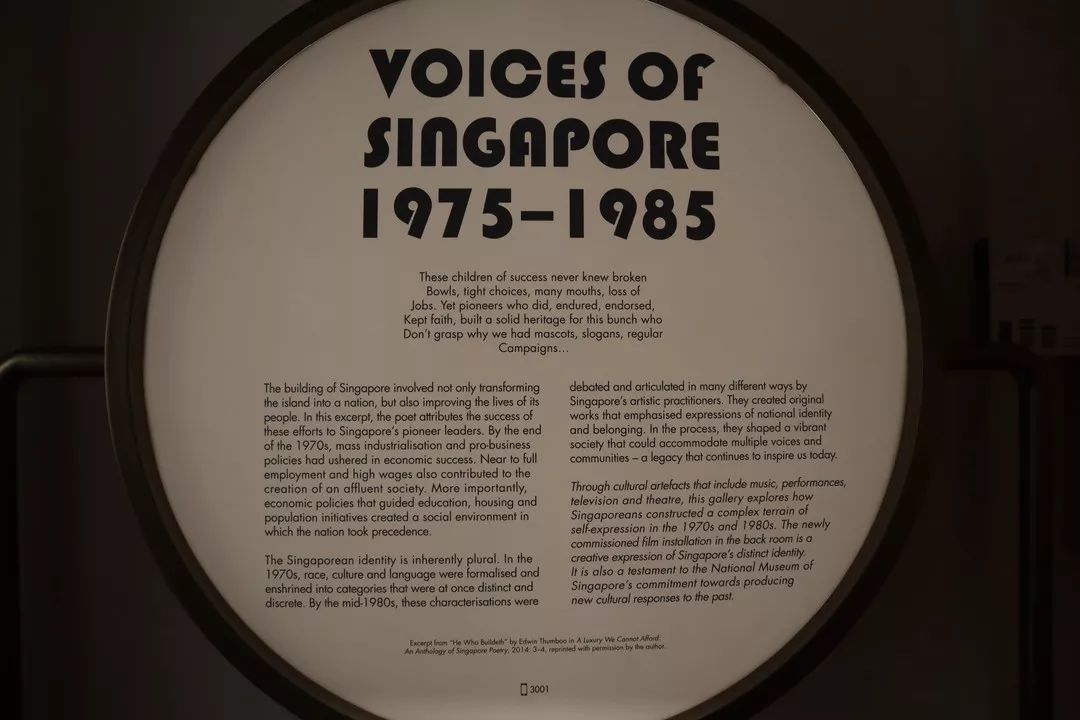 VOICES OF
SINGAPORE
1975–1985
These children of success never knew broken
Bowls, tight choices, many mouths, loss of
Jobs. Yet pioneers who did, endured, endorsed,
Kept faith, built a solid heritage for this bunch who
Don't grasp why we had mascots, slogans, regular
Campaigns...
The building of Singapore involved not only transforming
the island into a nation, but also improving the lives of its
people. In this excerpt, the poet attributes the success of
these efforts to Singapore's pioneer leaders. By the end
of the 1970s, mass industrialisation and pro-business
policies had ushered in economic success. Near to full
employment and high wages also contributed to the
creation of an affluent society. More importantly,
economic policies that guided education, housing and
population initiatives created a social environment in
which the nation took precedence.
The Singaporean identity is inherently plural. In the
1970s, race, culture and language were formalised and
enshrined into categories that were at once distinct and
discrete. By the mid-1980s, these characterisations were
debated and articulated in many different ways by
Singapore's artistic practitioners. They created original
works that emphasised expressions of national identity
and belonging. In the process, they shaped a vibrant
society that could accommodate multiple voices and
communities – a legacy that continues to inspire us today.
Through cultural artefacts that include music, performances,
television and theatre, this gallery explores how
Singaporeans constructed a complex terrain of
self-expression in the 1970s and 1980s. The newly
commissioned film installation in the back room is a
creative expression of Singapore's distinct identity.
It is also a testament to the National Museum of
Singapore's commitment towards producing
new cultural responses to the past.
Excerpt from "He Who Buildeth" by Edwin Thumboo in A Luxury We Cannot Afford:
An Anthology of Singapore Poetry, 2014: 3–4, reprinted with permission by the author.
3001